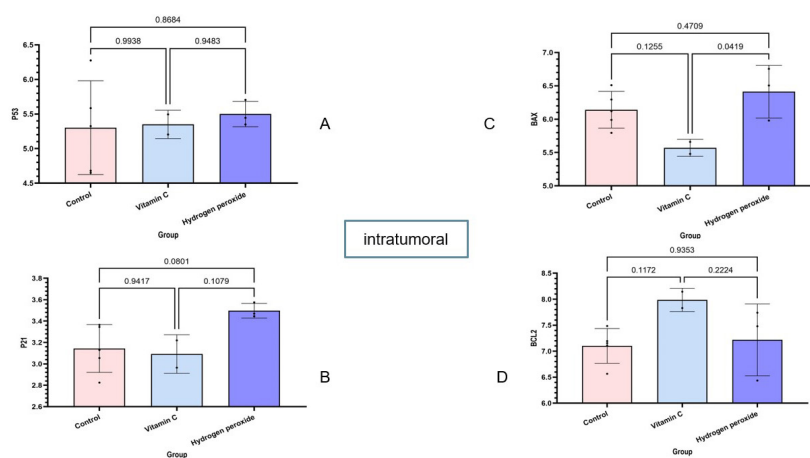 0.8684
0.9938 0.9483
6.5
6.0
5.5
5.0
4.5
P53
Control Vitamin C Hydrogen peroxide
Group
A
C
0.4709
0.1255 0.0419
7.0
6.5
6.0
5.5
5.0
BAX
Control Vitamin C Hydrogen peroxide
Group
intratumoral
0.0801
0.9417 0.1079
3.8
3.6
3.4
3.2
3.0
2.8
2.6
P21
Control Vitamin C Hydrogen peroxide
Group
B
D
0.9353
0.1172 0.2224
8.5
8.0
7.5
7.0
6.5
6.0
BCL2
Control Vitamin C Hydrogen peroxide
Group